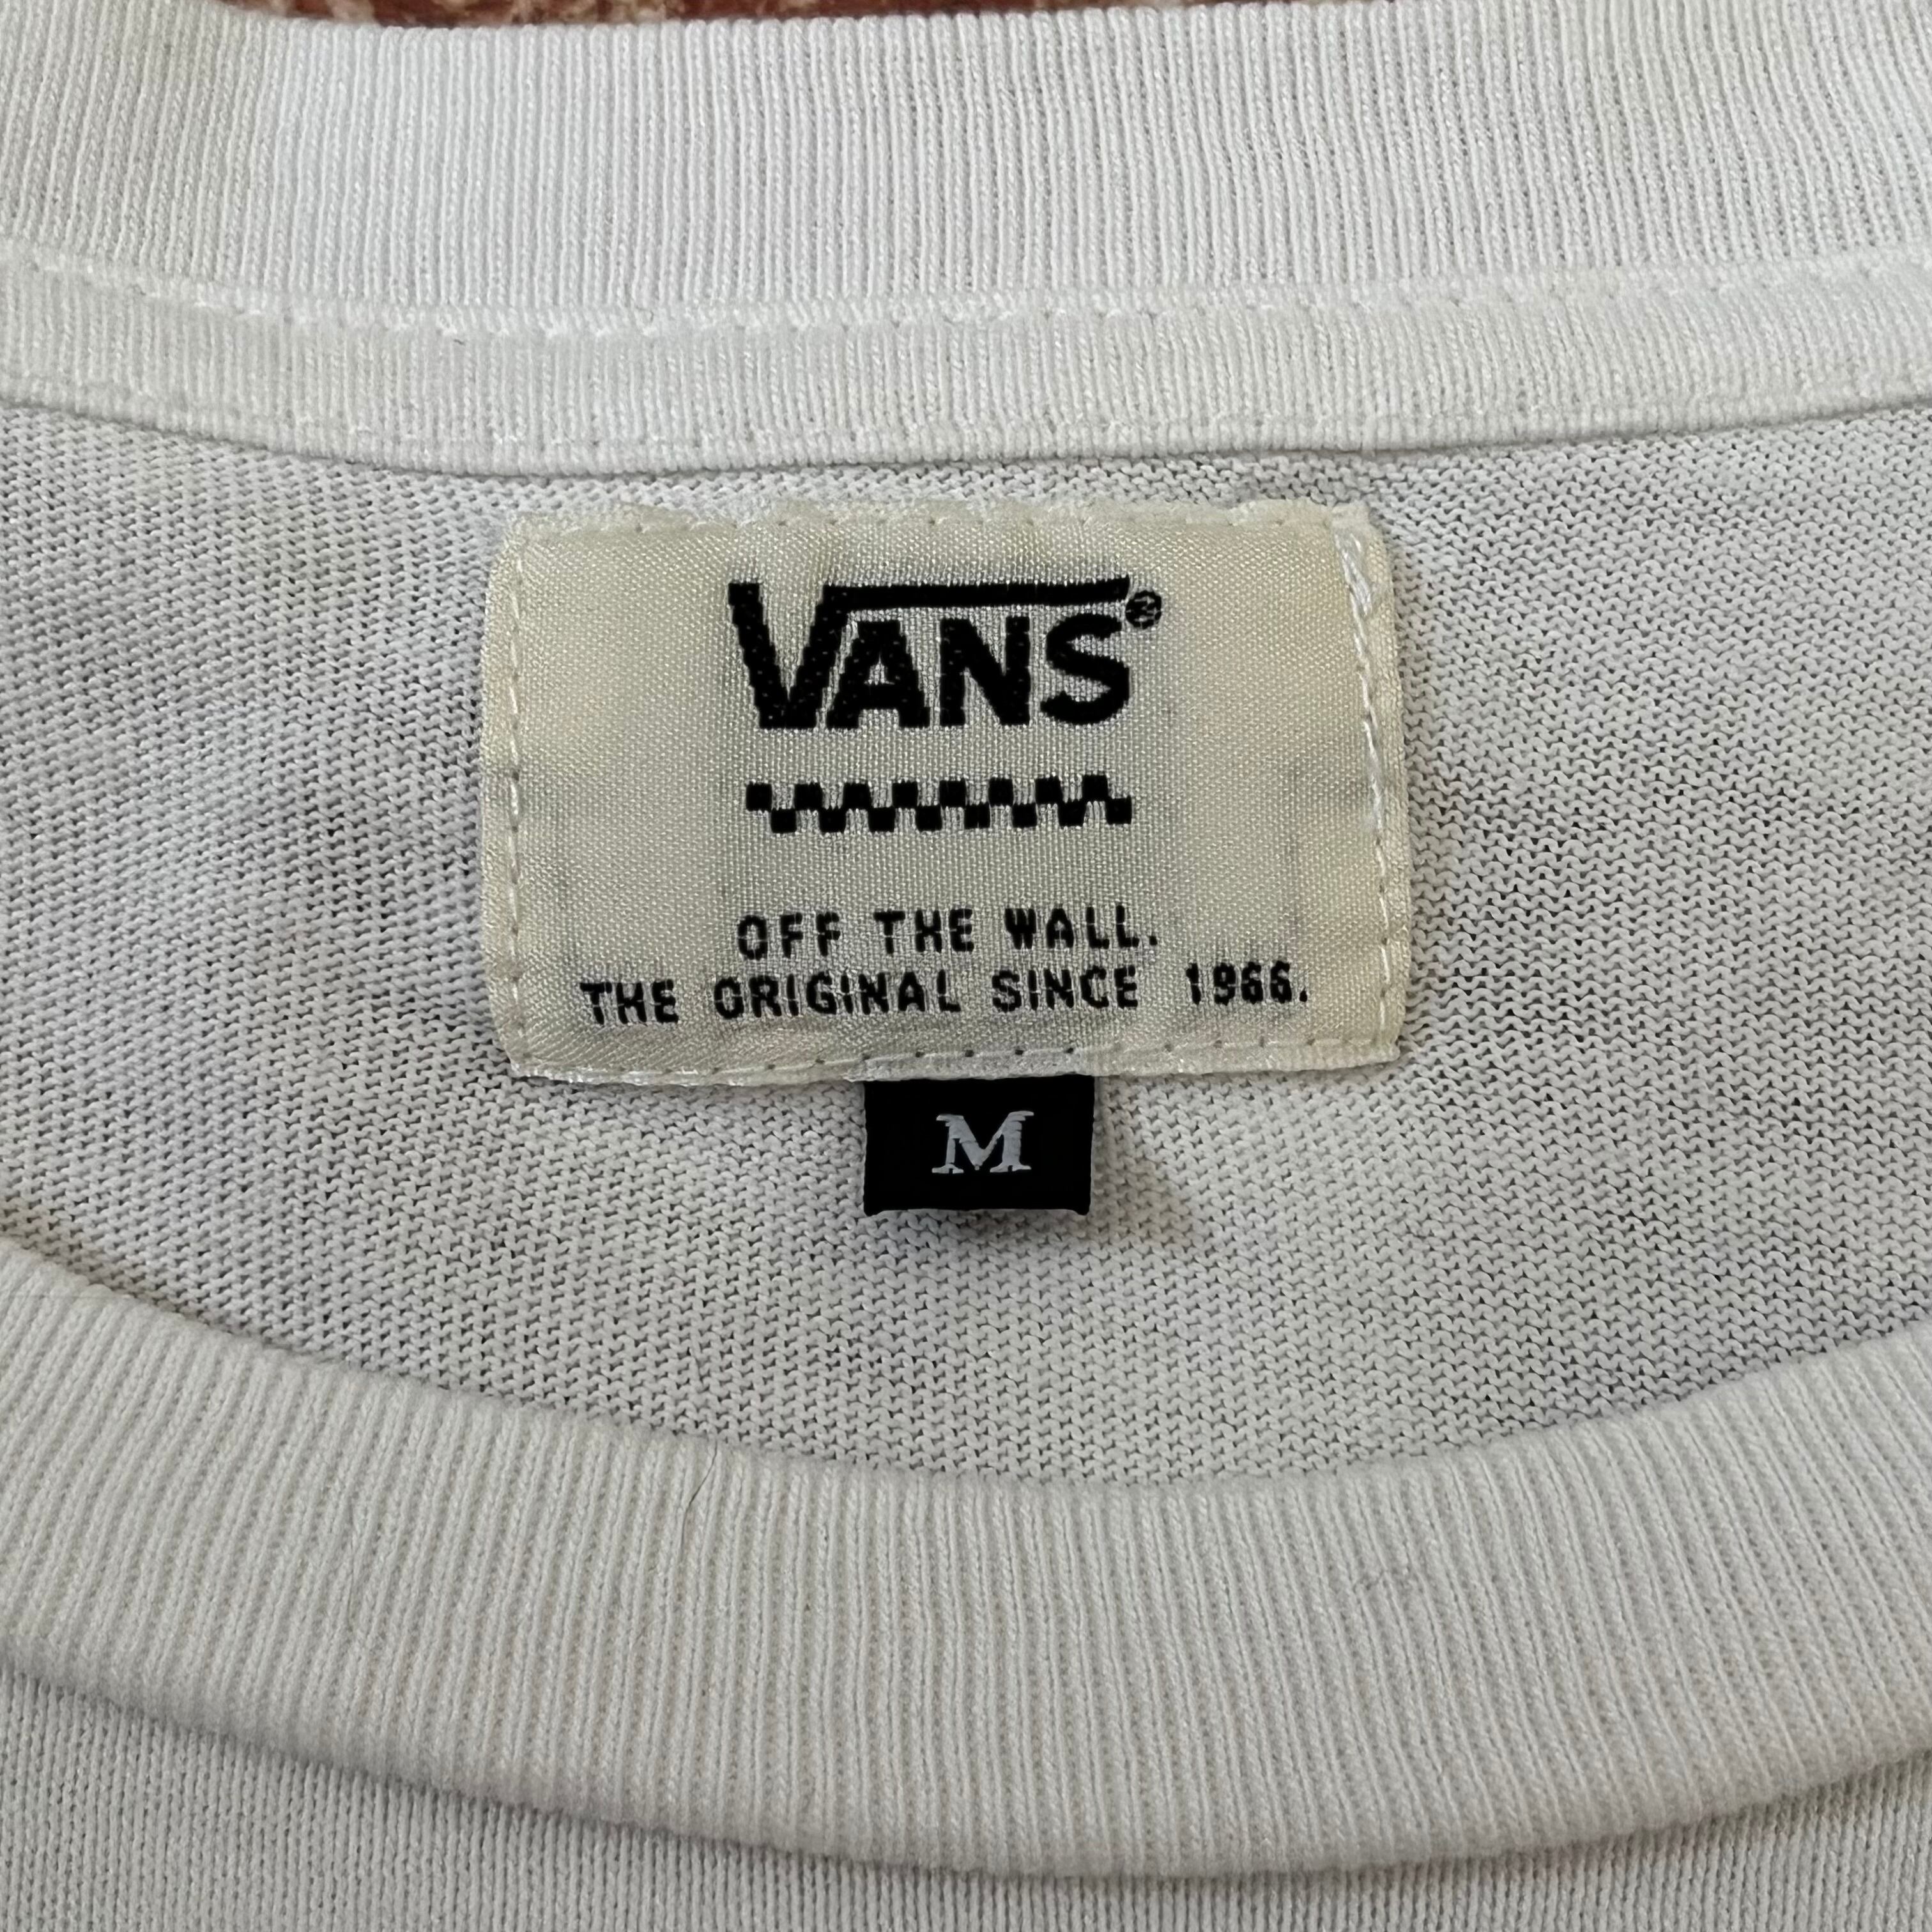 VANS®
OFF THE WALL.
THE ORIGINAL SINCE 1966.
M